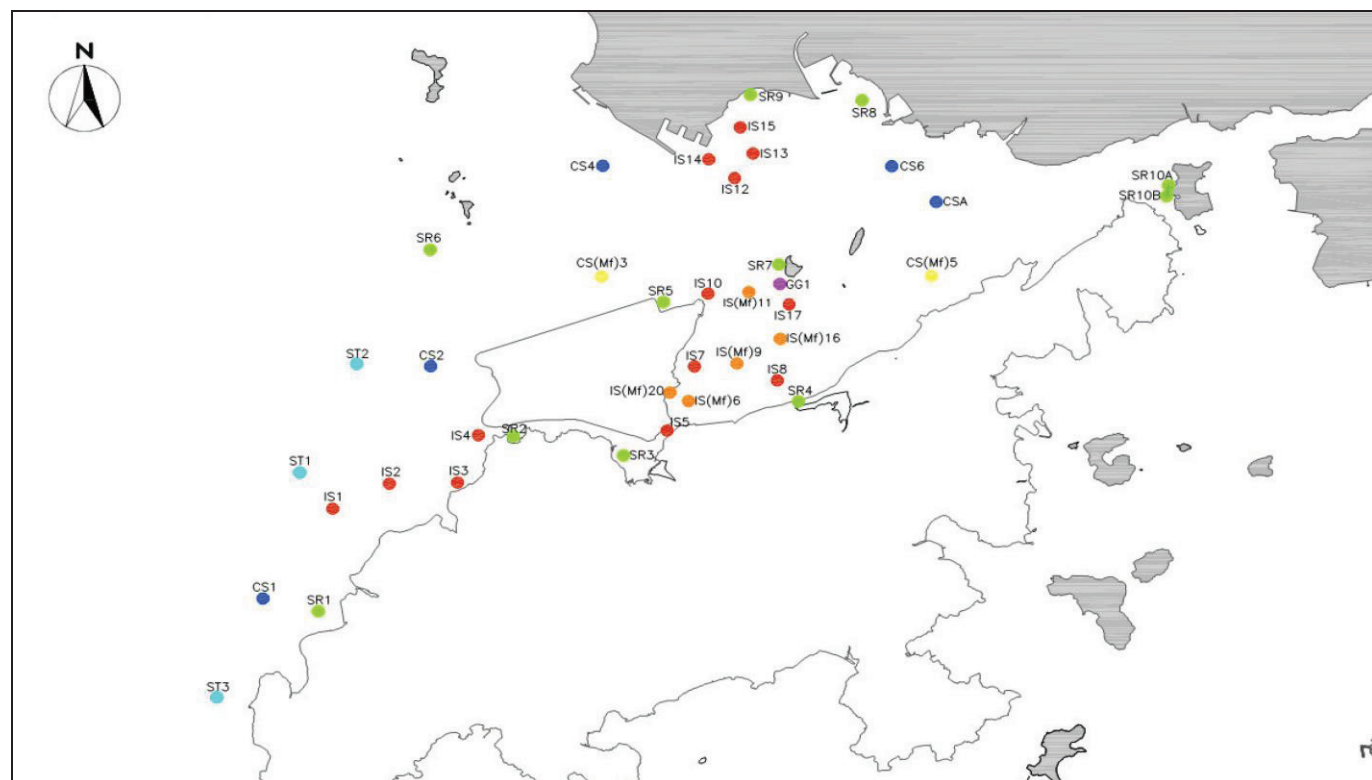 N
SR9
SR8
IS15
IS13
IS14
CS4
CS6
IS12
SR10A
SR10B
CSA
SR6
CS(Mf)3
SR7
CS(Mf)5
GG1
IS10
SR5
IS(Mf)11
IS17
IS(Mf)16
ST2
CS2
IS7
IS(Mf)9
IS8
IS(Mf)20
IS(Mf)6
SR4
IS5
IS4
SR2
SR3
ST1
IS2
IS3
IS1
CS1
SR1
ST3